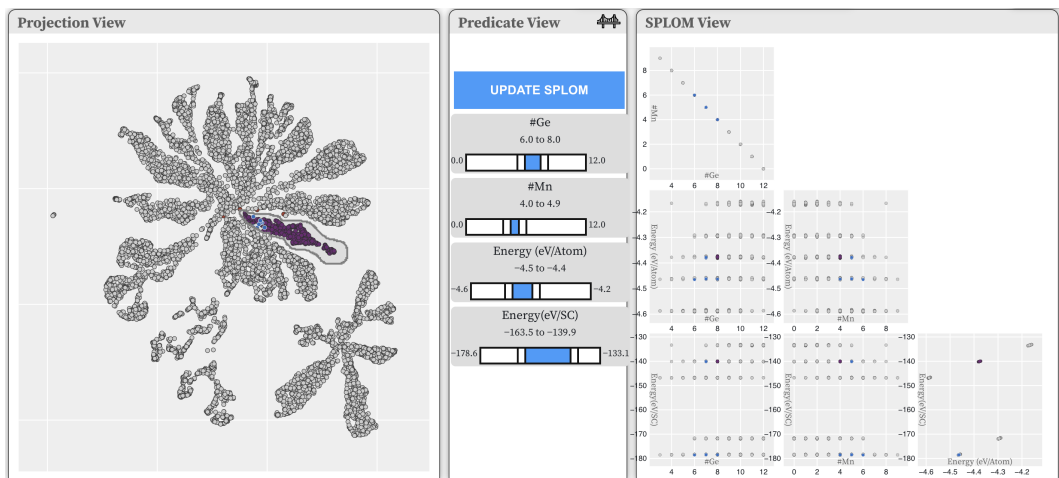 Projection View
Predicate View
UPDATE SPLOM
#Ge
6.0 to 8.0
0.0
12.0
#Mn
4.0 to 4.9
0.0
12.0
Energy (eV/Atom)
−4.5 to −4.4
−4.6
−4.2
Energy(eV/SC)
−163.5 to −139.9
−178.6
−133.1
SPLOM View
8
6
4
2
0
#Mn
4 6 8 10 12
#Ge
−4.2
−4.3
−4.4
−4.5
−4.6
Energy (eV/Atom)
4 6 8 10 12
#Ge
−4.2
−4.3
−4.4
−4.5
−4.6
Energy (eV/Atom)
0 2 4 6 8
#Mn
−130
−140
−150
−160
−170
−180
Energy(eV/SC)
4 6 8 10 12
#Ge
−130
−140
−150
−160
−170
−180
Energy(eV/SC)
0 2 4 6 8
#Mn
−130
−140
−150
−160
−170
−180
Energy(eV/SC)
−4.6 −4.5 −4.4 −4.3 −4.2
Energy (eV/Atom)